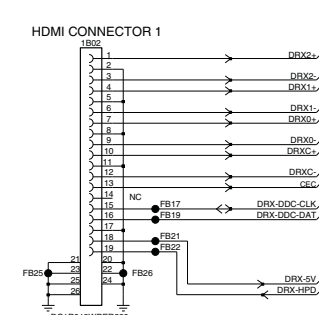 HDMI CONNECTOR 1
1B02
1 DRX2+
2
3 DRX2-
4 DRX1+
5
6 DRX1-
7 DRX0+
8
9 DRX0-
10 DRXC+
11
12 DRXC-
13 CEC
14 NC
15 FB17 DRX-DDC-CLK
16 FB19 DRX-DDC-DAT
17
18 FB21
19 FB22
21 20
FB25 23 22 FB26
25 24
26
DRX-5V
DRX-HPD